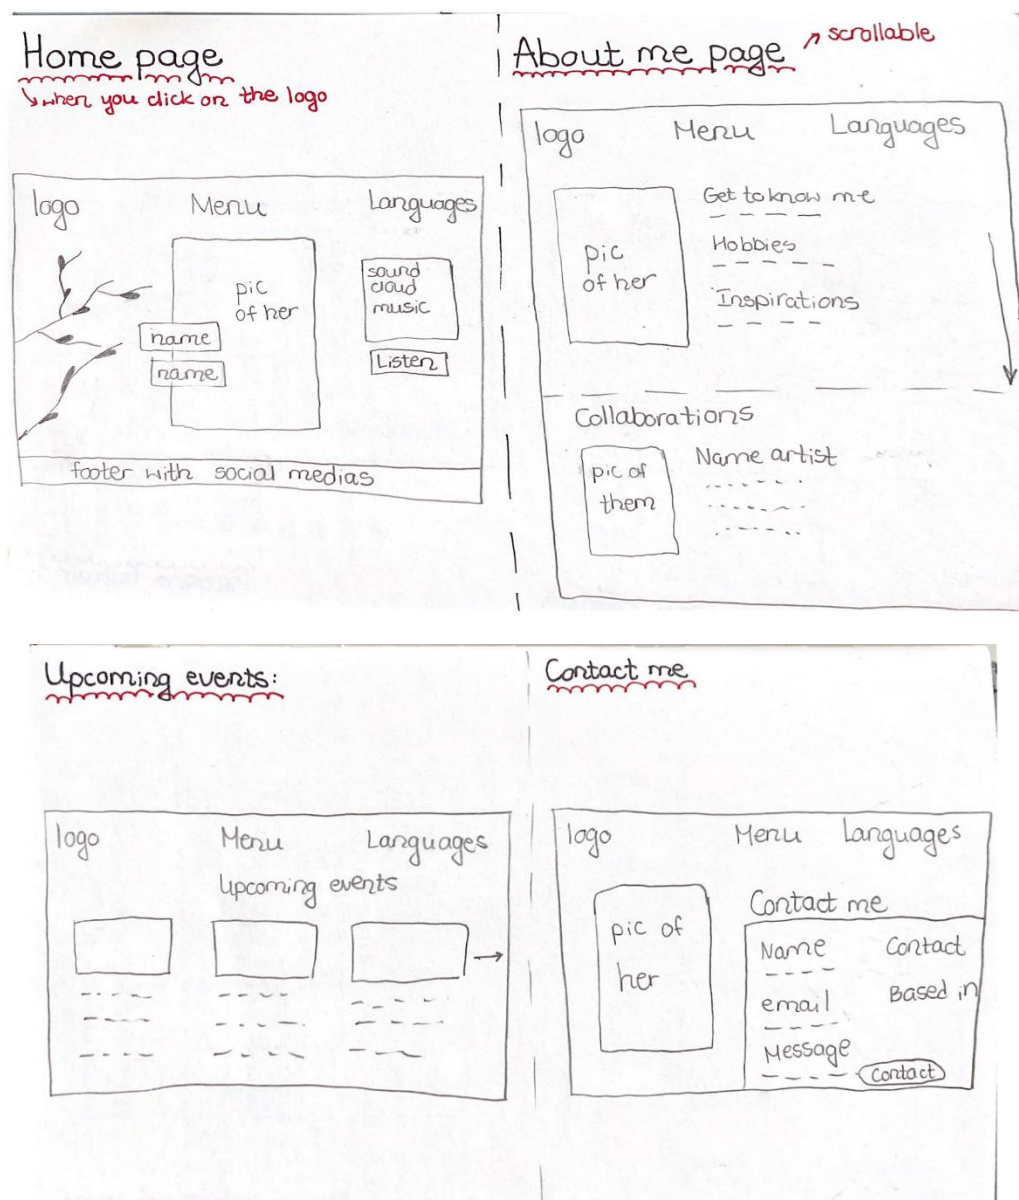 Home page
when you click on the logo
logo Menu Languages
pic
of her
sound
cloud
music
name
name
Listen
footer with social medias
About me page
scrollable
logo Menu Languages
pic
of her
Get to know me
Hobbies
Inspirations
Collaborations
pic of
them
Name artist
Upcoming events:
logo Menu Languages
Upcoming events
Contact me
logo Menu Languages
pic of
her
Contact me
Name Contact
email Based in
Message
Contact